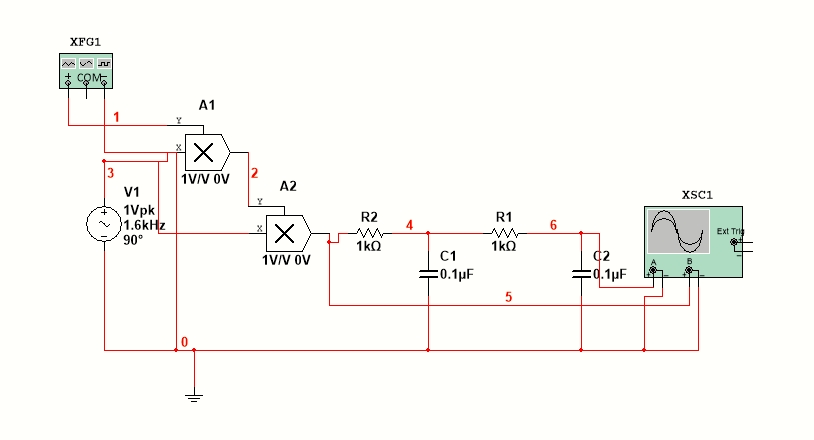 XFG1
COM
A1
1
Y
X
1V/V 0V
3
2
V1
1Vpk
1.6kHz
90°
A2
Y
X
1V/V 0V
R2
1kΩ
4
R1
1kΩ
6
C1
0.1µF
C2
0.1µF
5
0
XSC1
Ext Trig
A
B